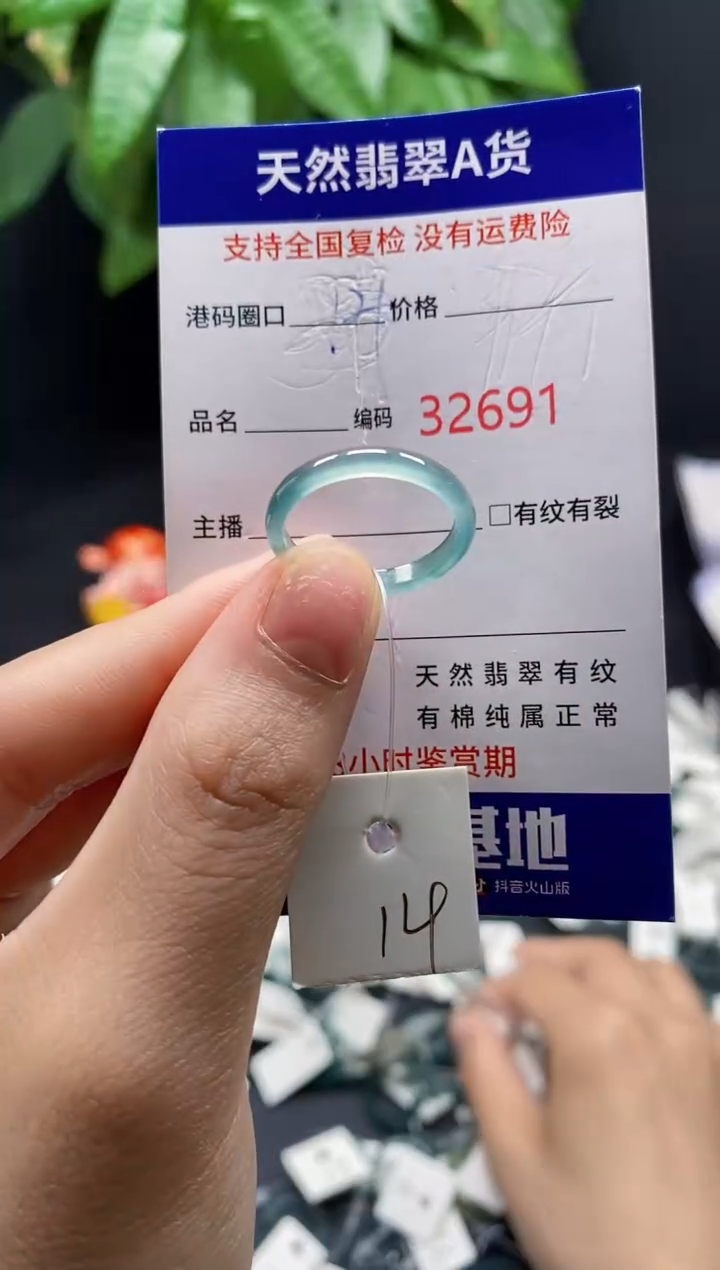 天然翡翠A货
支持全国复检 没有运费险
港码圈口 价格
品名 编码 32691
主播 □有纹有裂
天然翡翠有纹
有棉纯属正常
小时鉴赏期
基地
抖音火山版
14